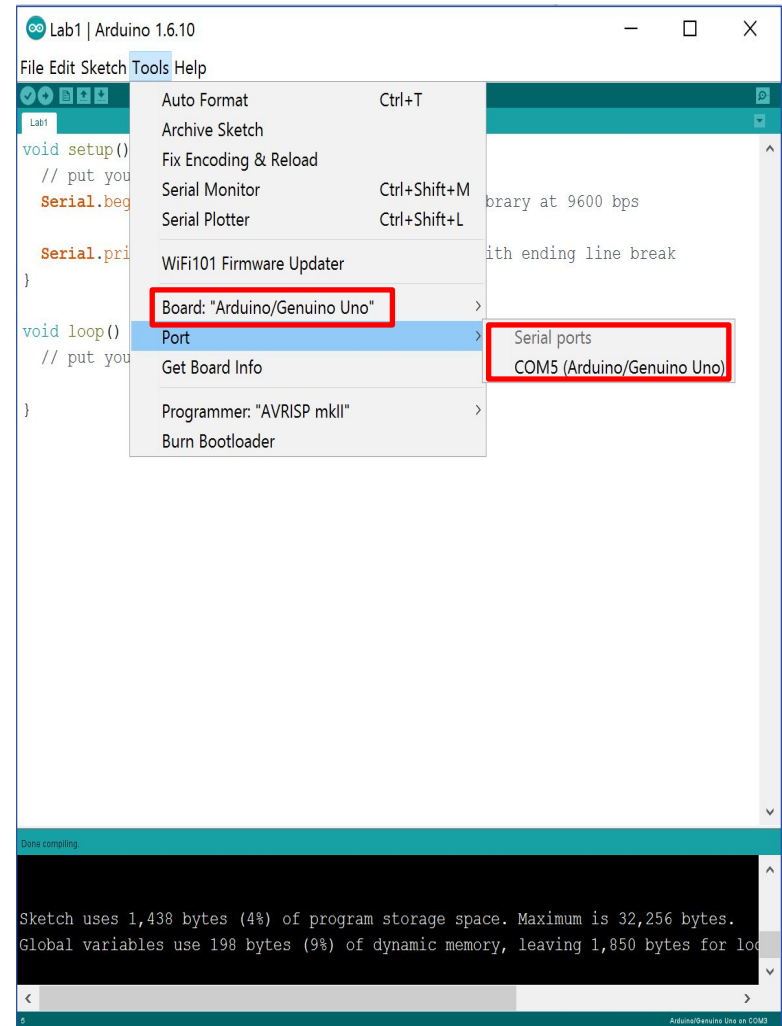 Lab1 | Arduino 1.6.10
File Edit Sketch Tools Help
Lab1
Auto Format Ctrl+T
Archive Sketch
Fix Encoding & Reload
Serial Monitor Ctrl+Shift+M
Serial Plotter Ctrl+Shift+L
WiFi101 Firmware Updater
Board: "Arduino/Genuino Uno"
Port
Get Board Info
Programmer: "AVRISP mkII"
Burn Bootloader
Serial ports
COM5 (Arduino/Genuino Uno)
void setup()
// put you
Serial.beg brary at 9600 bps
Serial.pri ith ending line break
}
void loop()
// put you
}
Done compiling.
Sketch uses 1,438 bytes (4%) of program storage space. Maximum is 32,256 bytes.
Global variables use 198 bytes (9%) of dynamic memory, leaving 1,850 bytes for loc
5 Arduino/Genuino Uno on COM3